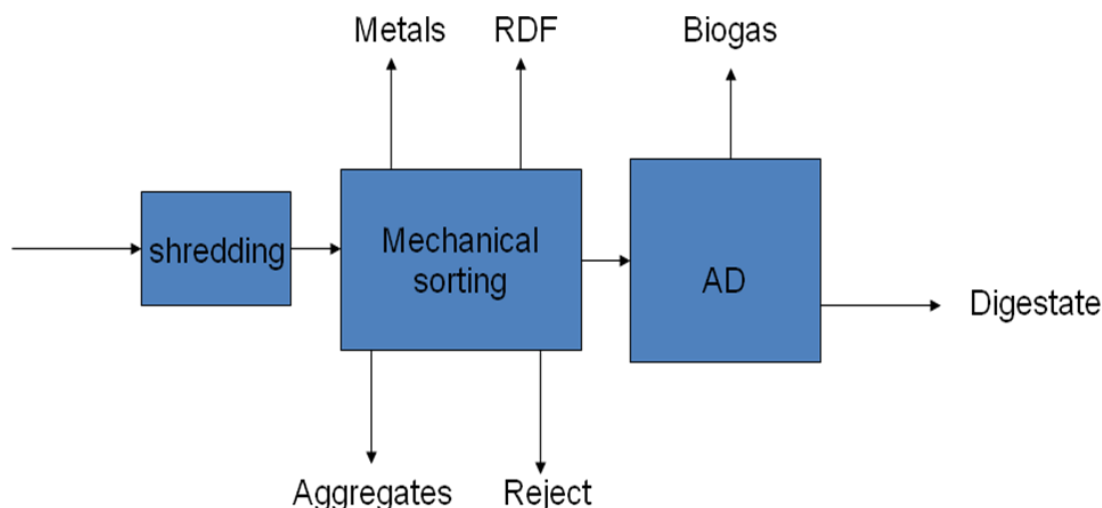 Metals
RDF
Biogas
shredding
Mechanical
sorting
AD
Digestate
Aggregates
Reject